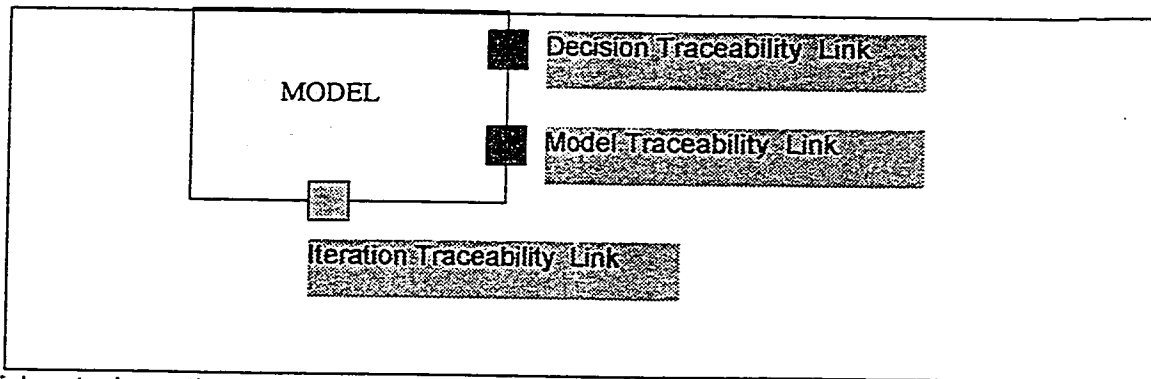 Decision Traceability Link
MODEL
Model Traceability Link
Iteration Traceability Link